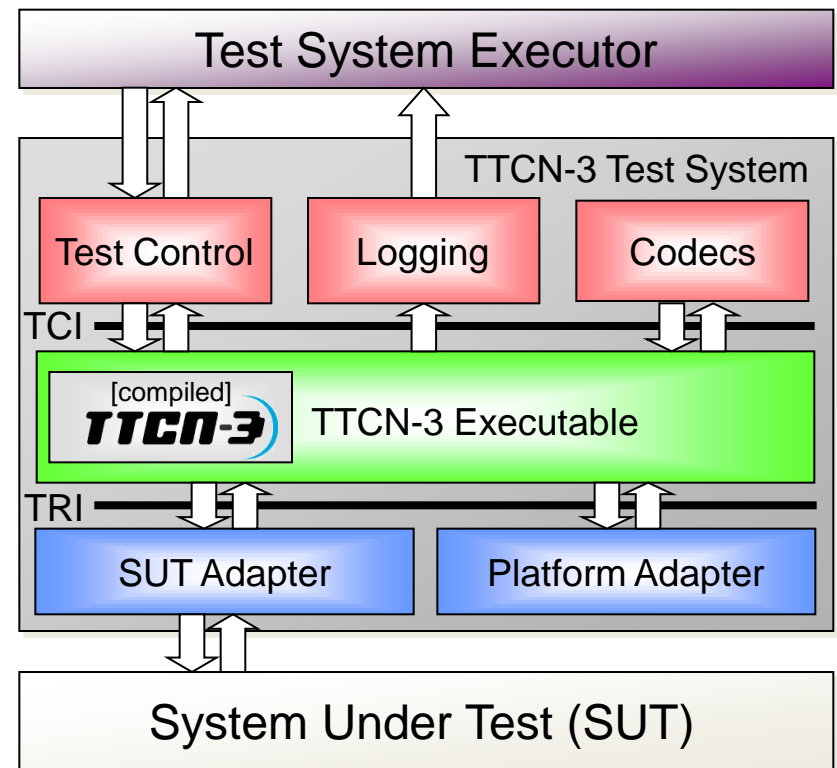 Test System Executor
TTCN-3 Test System
Test Control
Logging
Codecs
TCI
[compiled]
TTCN-3
TTCN-3 Executable
TRI
SUT Adapter
Platform Adapter
System Under Test (SUT)